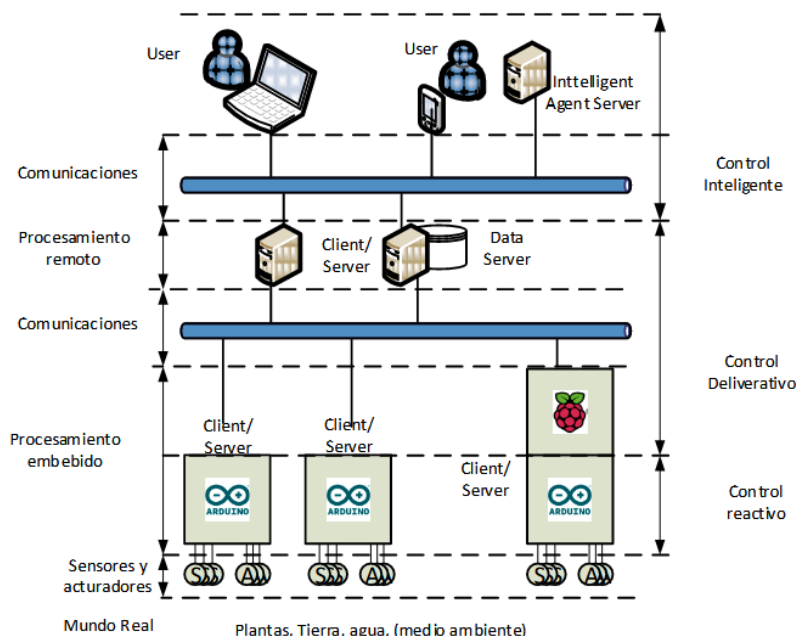 User
User
Inttelligent
Agent Server
Comunicaciones
Control
Inteligente
Procesamiento
remoto
Client/
Server
Data
Server
Comunicaciones
Control
Deliverativo
Client/
Server
Client/
Server
Procesamiento
embebido
Client/
Server
ARDUINO
ARDUINO
ARDUINO
Control
reactivo
Sensores y
acturadores
S
A
S
A
S
A
Mundo Real
Plantas, Tierra, agua, (medio ambiente)